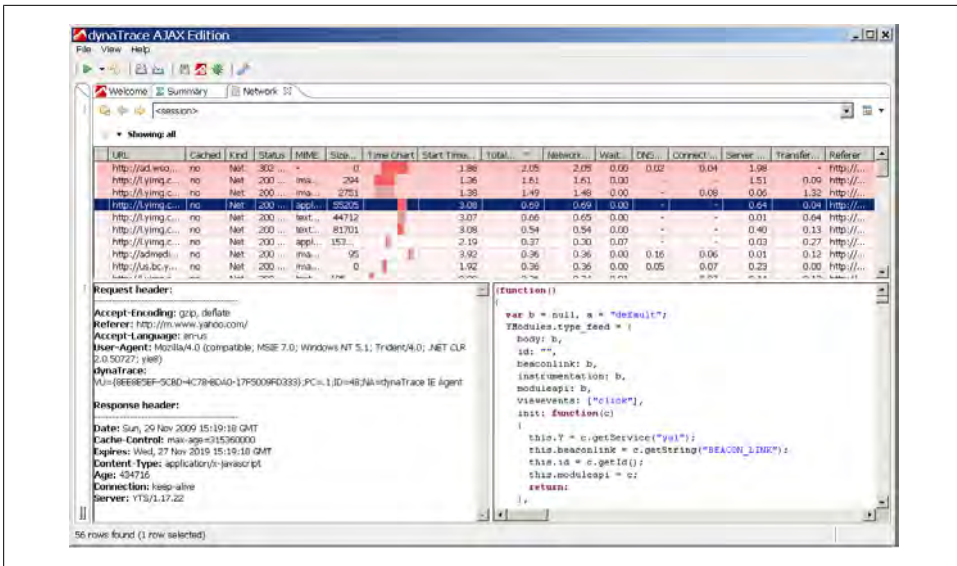 dynaTrace AJAX Edition
File View Help
Welcome Summary Network
<session>
Showing: all
URL Cached Kind Status MIME Size... Time Chart Start Time... Total... Network... Wait... DNS... Connect ... Server ... Transfer... Referer
http://ad.woo... no Net 302 ... - 0 1.86 2.05 2.05 0.00 0.02 0.04 1.98 - http://...
http://l.yimg.c... no Net 200 ... ima... 294 1.36 1.61 1.61 0.00 - - 1.51 0.09 http://...
http://l.yimg.c... no Net 200 ... ima... 2751 1.38 1.49 1.48 0.00 - 0.08 0.06 1.32 http://...
http://l.yimg.c... no Net 200 ... appl... 55205 3.08 0.69 0.69 0.00 - - 0.64 0.04 http://...
http://l.yimg.c... no Net 200 ... text... 44712 3.07 0.66 0.65 0.00 - - 0.01 0.64 http://...
http://l.yimg.c... no Net 200 ... text... 81701 3.08 0.54 0.54 0.00 - - 0.40 0.13 http://...
http://l.yimg.c... no Net 200 ... appl... 153... 2.19 0.37 0.30 0.07 - - 0.03 0.27 http://...
http://admedi... no Net 200 ... ima... 95 3.92 0.36 0.36 0.00 0.16 0.06 0.01 0.12 http://...
http://us.bc.y... no Net 200 ... ima... 0 1.92 0.36 0.36 0.00 0.05 0.07 0.23 0.00 http://...
Request header:
Accept-Encoding: gzip, deflate
Referer: http://m.www.yahoo.com/
Accept-Language: en-us
User-Agent: Mozilla/4.0 (compatible; MSIE 7.0; Windows NT 5.1; Trident/4.0; .NET CLR
2.0.50727; yie8)
dynaTrace:
VU={8EE8E5EF-5CBD-4C78-8DA0-17F5009FD333};PC=.1;ID=48;NA=dynaTrace IE Agent
Response header:
Date: Sun, 29 Nov 2009 15:19:18 GMT
Cache-Control: max-age=315360000
Expires: Wed, 27 Nov 2019 15:19:18 GMT
Content-Type: application/x-javascript
Age: 434716
Connection: keep-alive
Server: YTS/1.17.22
(function()
{
var b = null, a = "default";
YModules.type_feed = {
body: b,
id: "",
beaconlink: b,
instrumentation: b,
moduleapi: b,
viewevents: ["click"],
init: function(c)
{
this.Y = c.getService("yui");
this.beaconlink = c.getString("BEACON_LINK");
this.id = c.getId();
this.moduleapi = c;
return;
},
56 rows found (1 row selected)